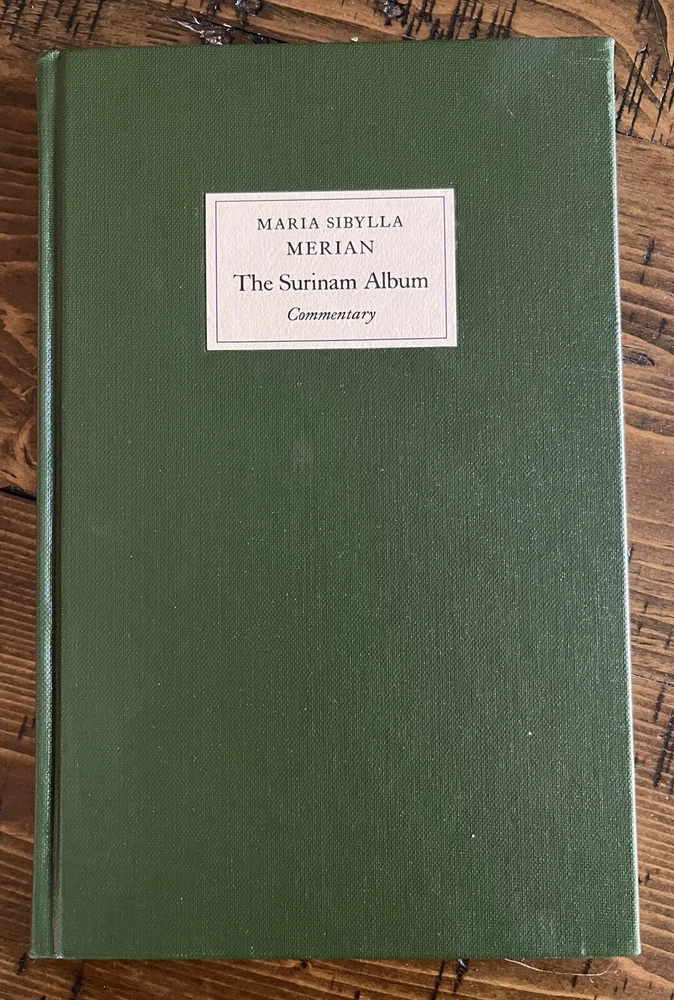 MARIA SIBYLLA
MERIAN
The Surinam Album
Commentary